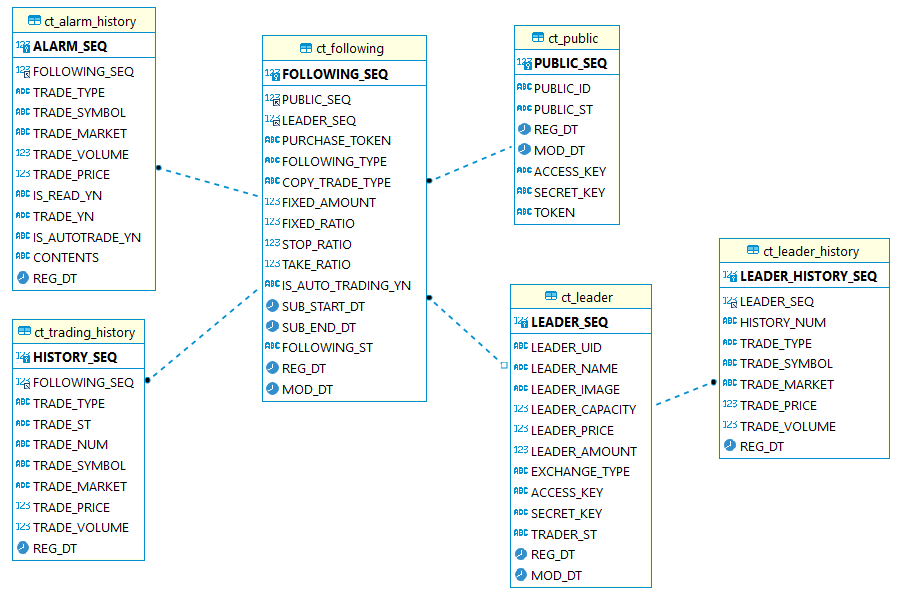 ct_alarm_history
ALARM_SEQ
FOLLOWING_SEQ
TRADE_TYPE
TRADE_SYMBOL
TRADE_MARKET
TRADE_VOLUME
TRADE_PRICE
IS_READ_YN
TRADE_YN
IS_AUTOTRADE_YN
CONTENTS
REG_DT
ct_trading_history
HISTORY_SEQ
FOLLOWING_SEQ
TRADE_TYPE
TRADE_ST
TRADE_NUM
TRADE_SYMBOL
TRADE_MARKET
TRADE_PRICE
TRADE_VOLUME
REG_DT
ct_following
FOLLOWING_SEQ
PUBLIC_SEQ
LEADER_SEQ
PURCHASE_TOKEN
FOLLOWING_TYPE
COPY_TRADE_TYPE
FIXED_AMOUNT
FIXED_RATIO
STOP_RATIO
TAKE_RATIO
IS_AUTO_TRADING_YN
SUB_START_DT
SUB_END_DT
FOLLOWING_ST
REG_DT
MOD_DT
ct_public
PUBLIC_SEQ
PUBLIC_ID
PUBLIC_ST
REG_DT
MOD_DT
ACCESS_KEY
SECRET_KEY
TOKEN
ct_leader
LEADER_SEQ
LEADER_UID
LEADER_NAME
LEADER_IMAGE
LEADER_CAPACITY
LEADER_PRICE
LEADER_AMOUNT
EXCHANGE_TYPE
ACCESS_KEY
SECRET_KEY
TRADER_ST
REG_DT
MOD_DT
ct_leader_history
LEADER_HISTORY_SEQ
LEADER_SEQ
HISTORY_NUM
TRADE_TYPE
TRADE_SYMBOL
TRADE_MARKET
TRADE_PRICE
TRADE_VOLUME
REG_DT